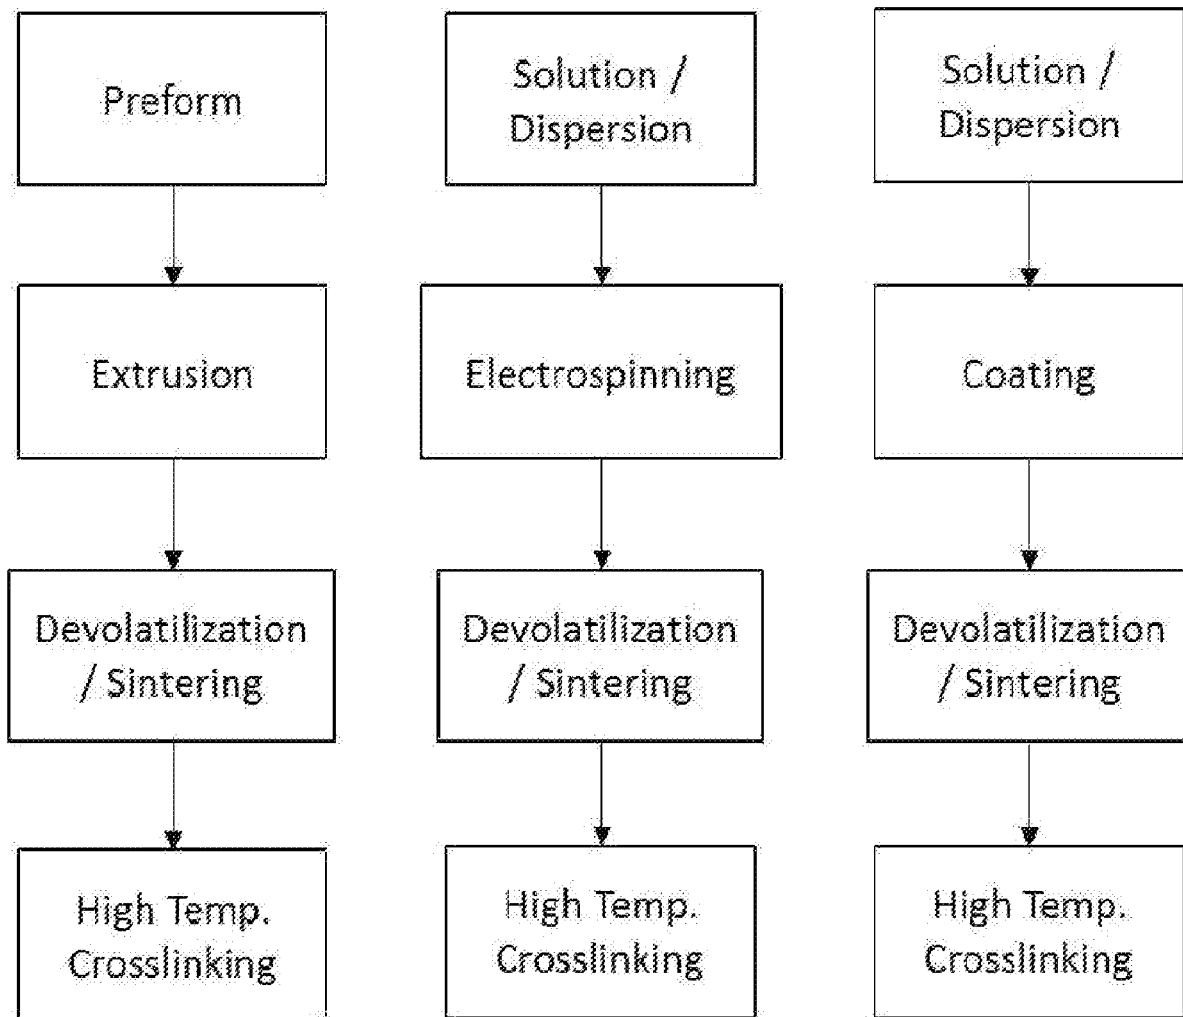 Preform
Solution /
Dispersion
Solution /
Dispersion
Extrusion
Electrospinning
Coating
Devolatilization
/ Sintering
Devolatilization
/ Sintering
Devolatilization
/ Sintering
High Temp.
Crosslinking
High Temp.
Crosslinking
High Temp.
Crosslinking